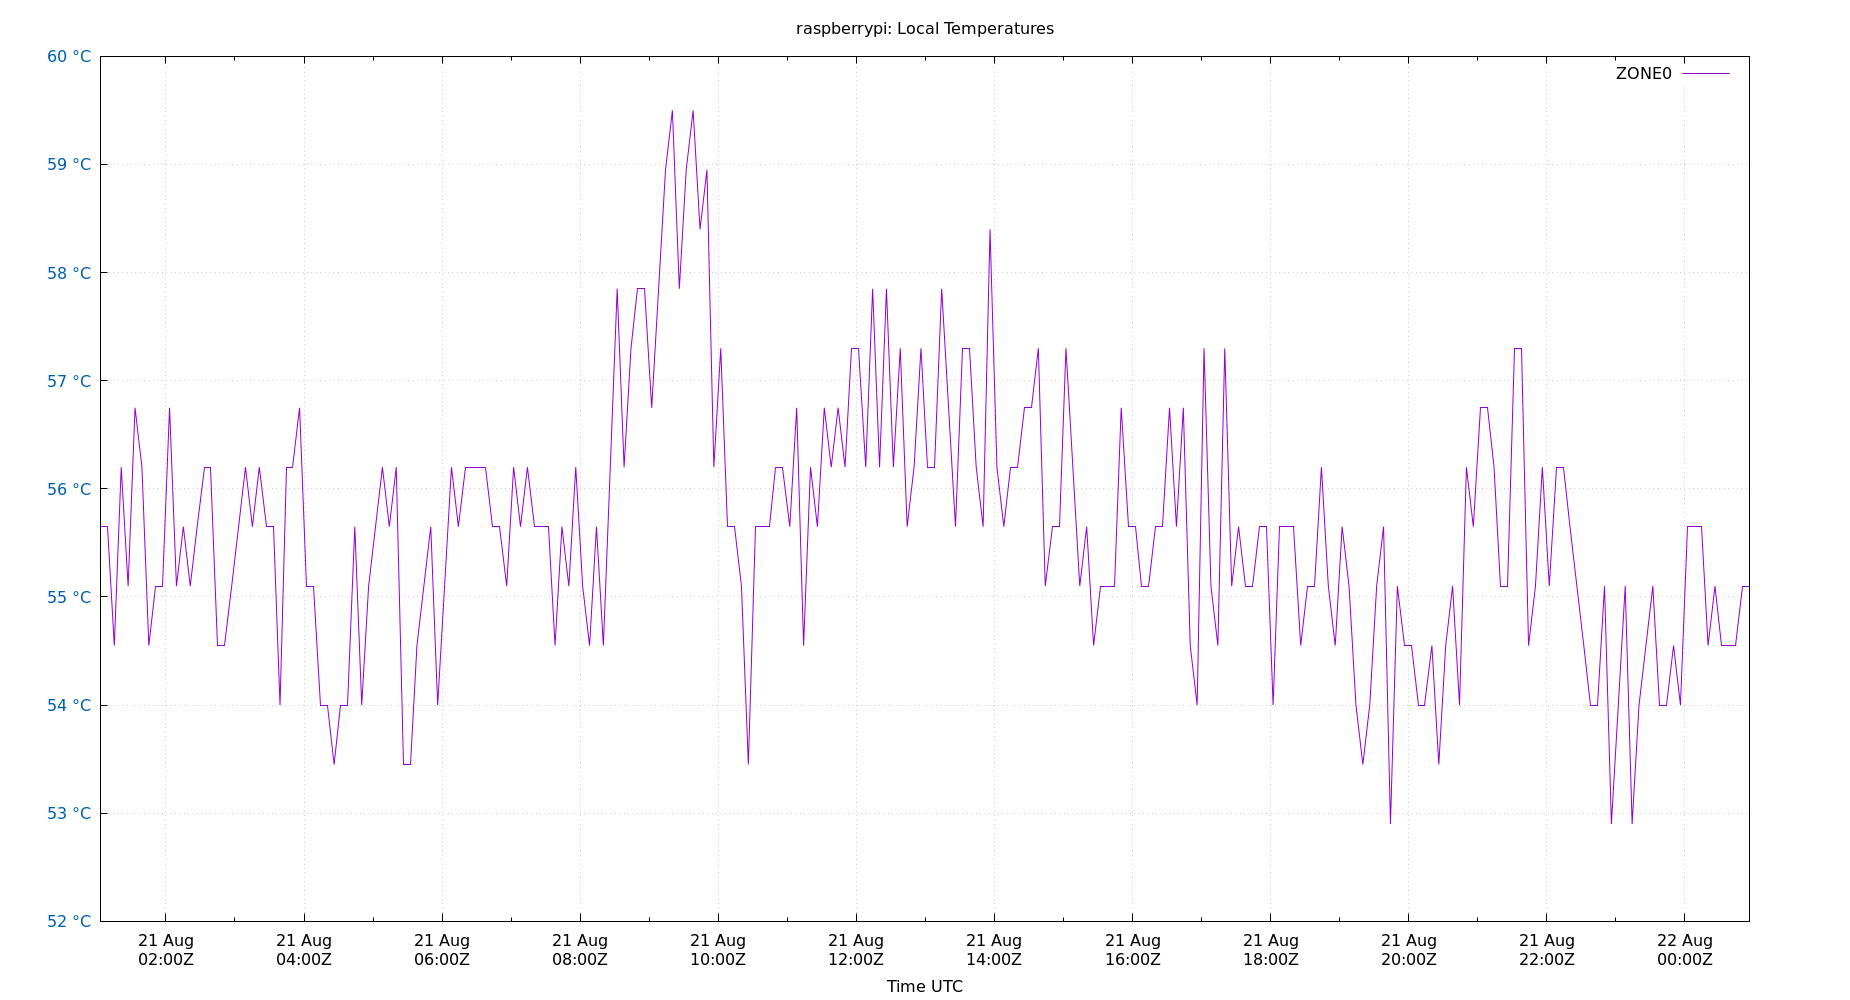 raspberrypi: Local Temperatures
60 °C
59 °C
58 °C
57 °C
56 °C
55 °C
54 °C
53 °C
52 °C
ZONE0
21 Aug 21 Aug 21 Aug 21 Aug 21 Aug 21 Aug 21 Aug 21 Aug 21 Aug 21 Aug 21 Aug 22 Aug
02:00Z 04:00Z 06:00Z 08:00Z 10:00Z 12:00Z 14:00Z 16:00Z 18:00Z 20:00Z 22:00Z 00:00Z
Time UTC